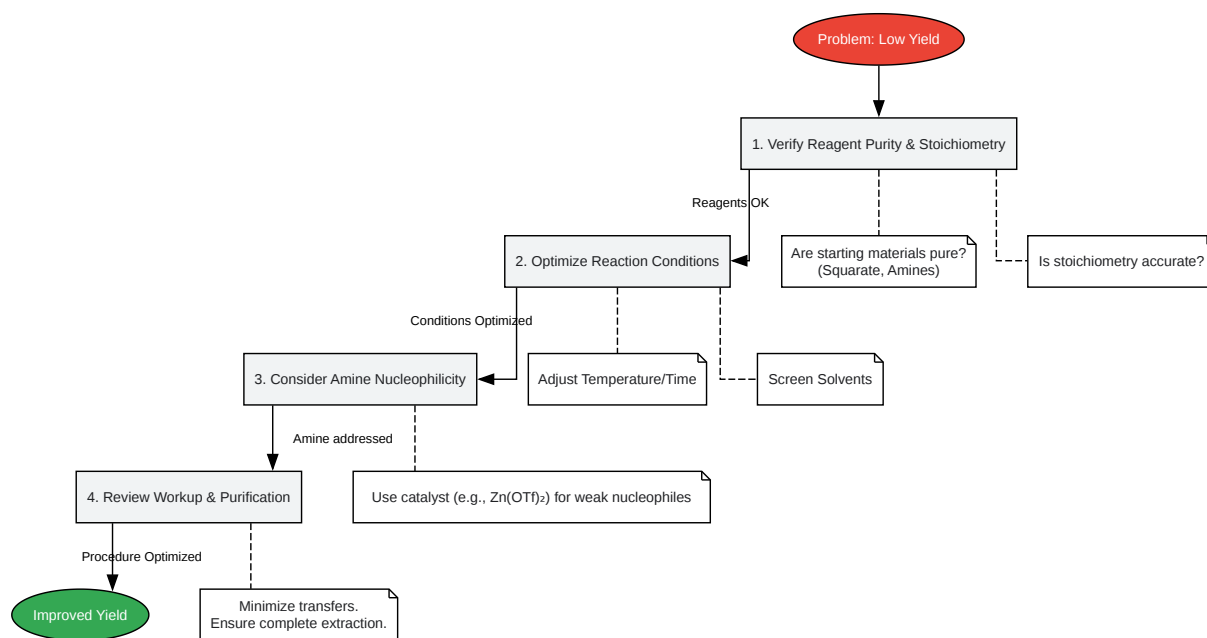 Problem: Low Yield
1. Verify Reagent Purity & Stoichiometry
Reagents OK
2. Optimize Reaction Conditions
Are starting materials pure?
(Squarate, Amines)
Is stoichiometry accurate?
Conditions Optimized
3. Consider Amine Nucleophilicity
Adjust Temperature/Time
Screen Solvents
Amine addressed
4. Review Workup & Purification
Use catalyst (e.g., Zn(OTf)₂) for weak nucleophiles
Procedure Optimized
Improved Yield
Minimize transfers.
Ensure complete extraction.